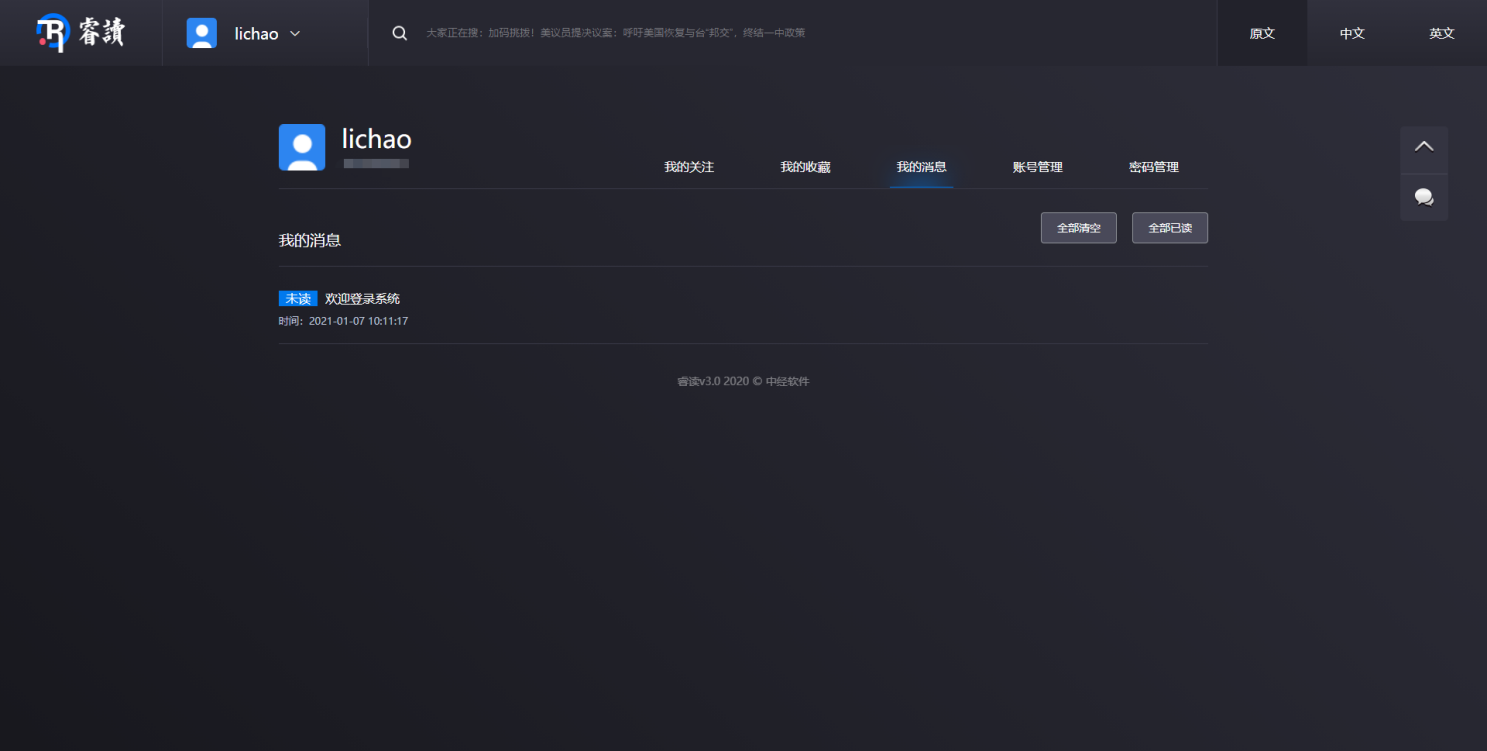 睿讀
lichao
大家正在搜：加码挑拨！美议员提决议案：呼吁美国恢复与台“邦交”，终结一中政策
原文
中文
英文
lichao
我的关注
我的收藏
我的消息
账号管理
密码管理
我的消息
全部清空
全部已读
未读 欢迎登录系统
时间：2021-01-07 10:11:17
睿读v3.0 2020 © 中经软件